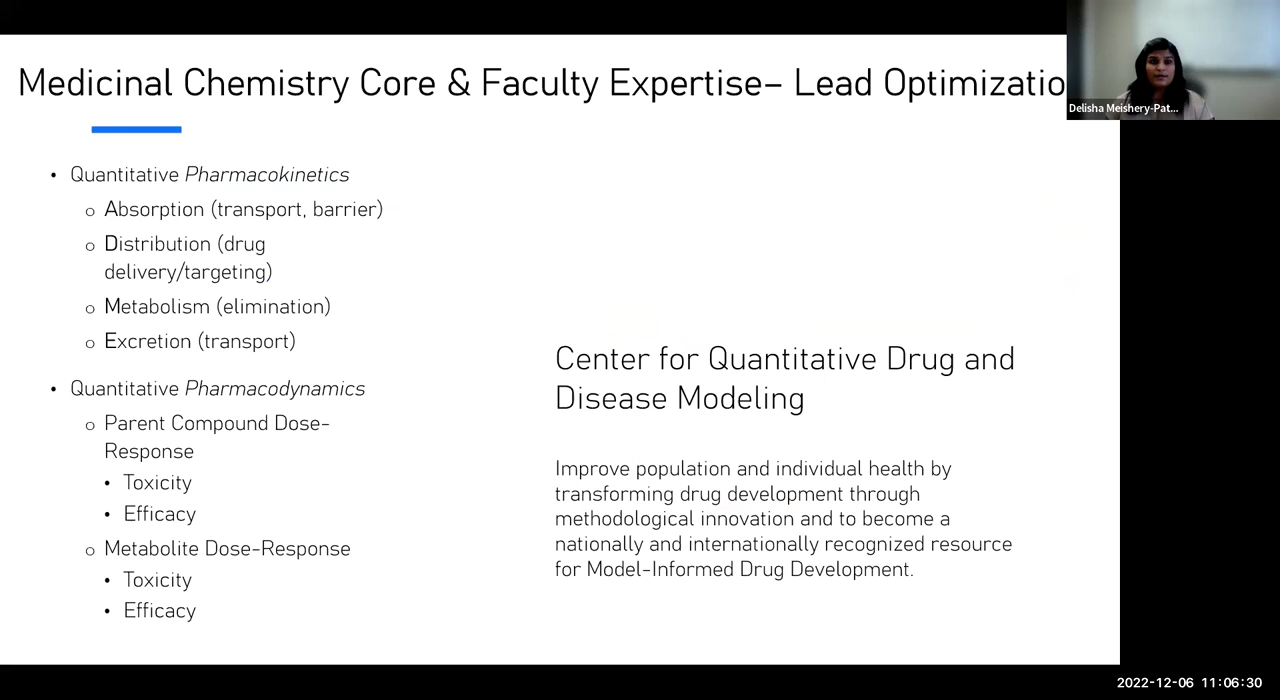 Medicinal Chemistry Core & Faculty Expertise– Lead Optimizatio
Delisha Meishery-Pat...
• Quantitative Pharmacokinetics
o Absorption (transport, barrier)
o Distribution (drug
delivery/targeting)
o Metabolism (elimination)
o Excretion (transport)
• Quantitative Pharmacodynamics
o Parent Compound Dose-
Response
• Toxicity
• Efficacy
o Metabolite Dose-Response
• Toxicity
• Efficacy
Center for Quantitative Drug and
Disease Modeling
Improve population and individual health by
transforming drug development through
methodological innovation and to become a
nationally and internationally recognized resource
for Model-Informed Drug Development.
2022-12-06 11:06:30